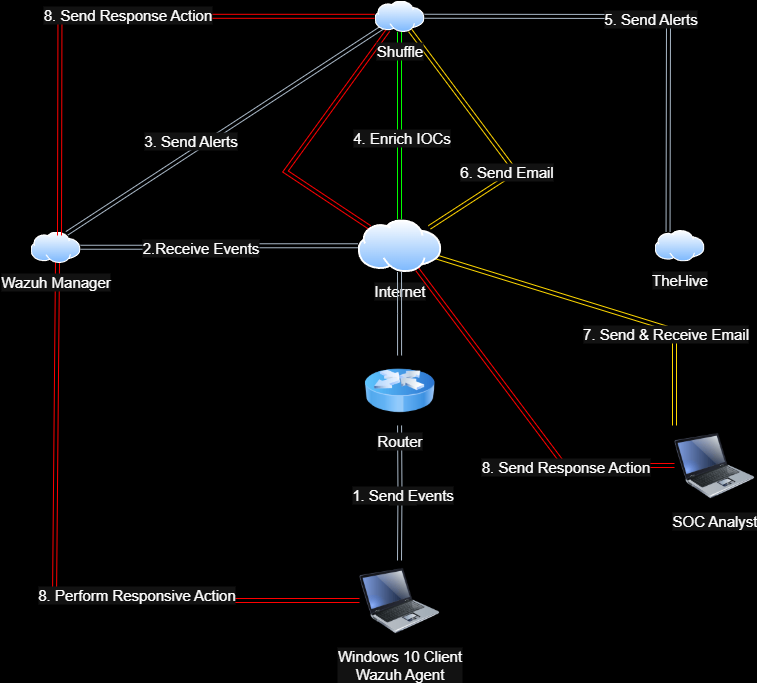 8. Send Response Action
5. Send Alerts
Shuffle
3. Send Alerts
4. Enrich IOCs
6. Send Email
2.Receive Events
Wazuh Manager
Internet
TheHive
7. Send & Receive Email
Router
8. Send Response Action
1. Send Events
SOC Analyst
8. Perform Responsive Action
Windows 10 Client
Wazuh Agent